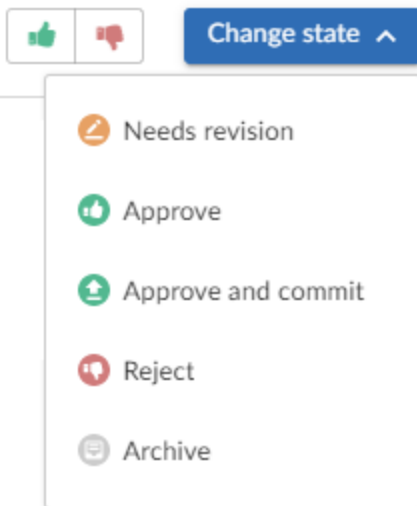 Change state
Needs revision
Approve
Approve and commit
Reject
Archive